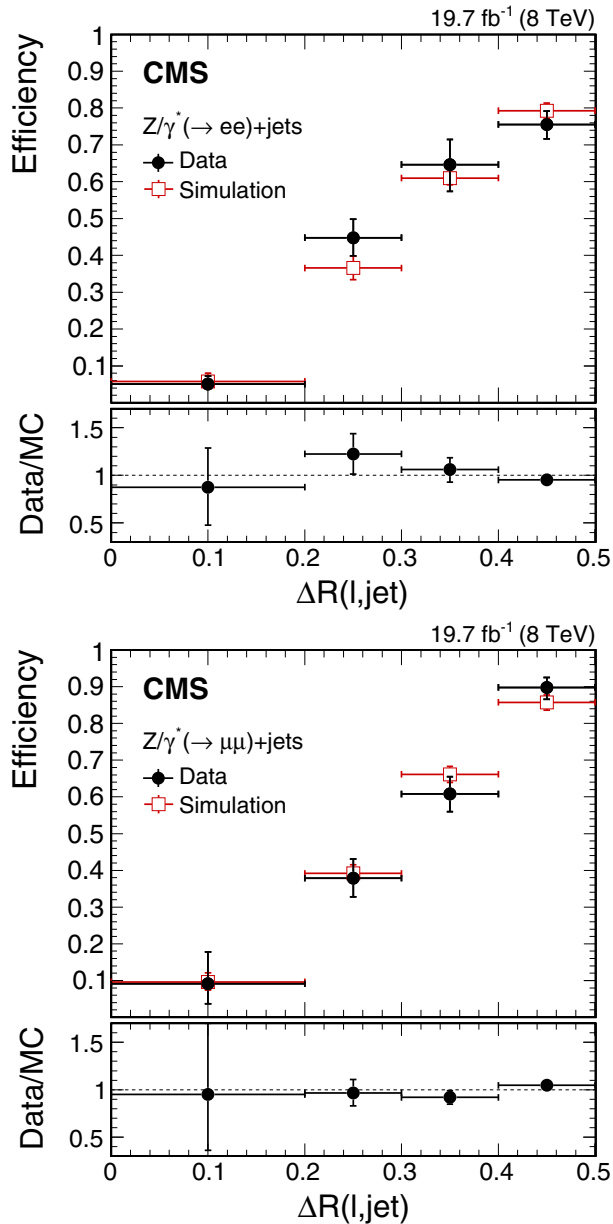 19.7 fb⁻¹ (8 TeV)
CMS
Z/γ*(→ ee)+jets
Data
Simulation
Efficiency
1
0.9
0.8
0.7
0.6
0.5
0.4
0.3
0.2
0.1
Data/MC
1.5
1
0.5
0 0.1 0.2 0.3 0.4 0.5
ΔR(l,jet)
19.7 fb⁻¹ (8 TeV)
CMS
Z/γ*(→ μμ)+jets
Data
Simulation
Efficiency
1
0.9
0.8
0.7
0.6
0.5
0.4
0.3
0.2
0.1
Data/MC
1.5
1
0.5
0 0.1 0.2 0.3 0.4 0.5
ΔR(l,jet)